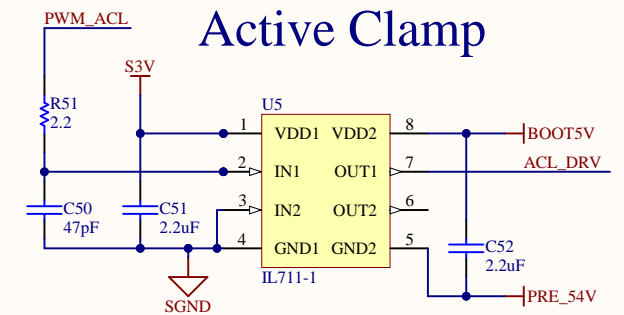 Active Clamp
PWM_ACL
S3V
R51
2.2
U5
1 VDD1 VDD2 8
BOOT5V
2 IN1 OUT1 7
ACL_DRV
3 IN2 OUT2 6
4 GND1 GND2 5
IL711-1
C50
47pF
C51
2.2uF
C52
2.2uF
SGND
PRE_54V